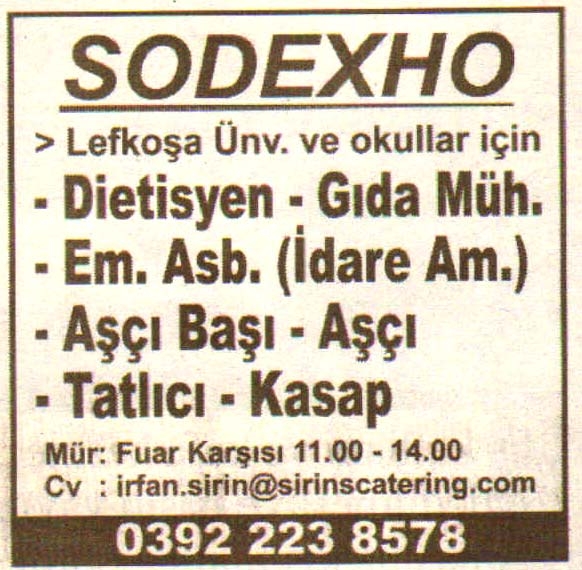 SODEXHO
> Lefkoşa Ünv. ve okullar için
- Dietisyen - Gıda Müh.
- Em. Asb. (İdare Am.)
- Aşçı Başı - Aşçı
- Tatlıcı - Kasap
Mür: Fuar Karşısı 11.00 - 14.00
Cv : irfan.sirin@sirinscatering.com
0392 223 8578